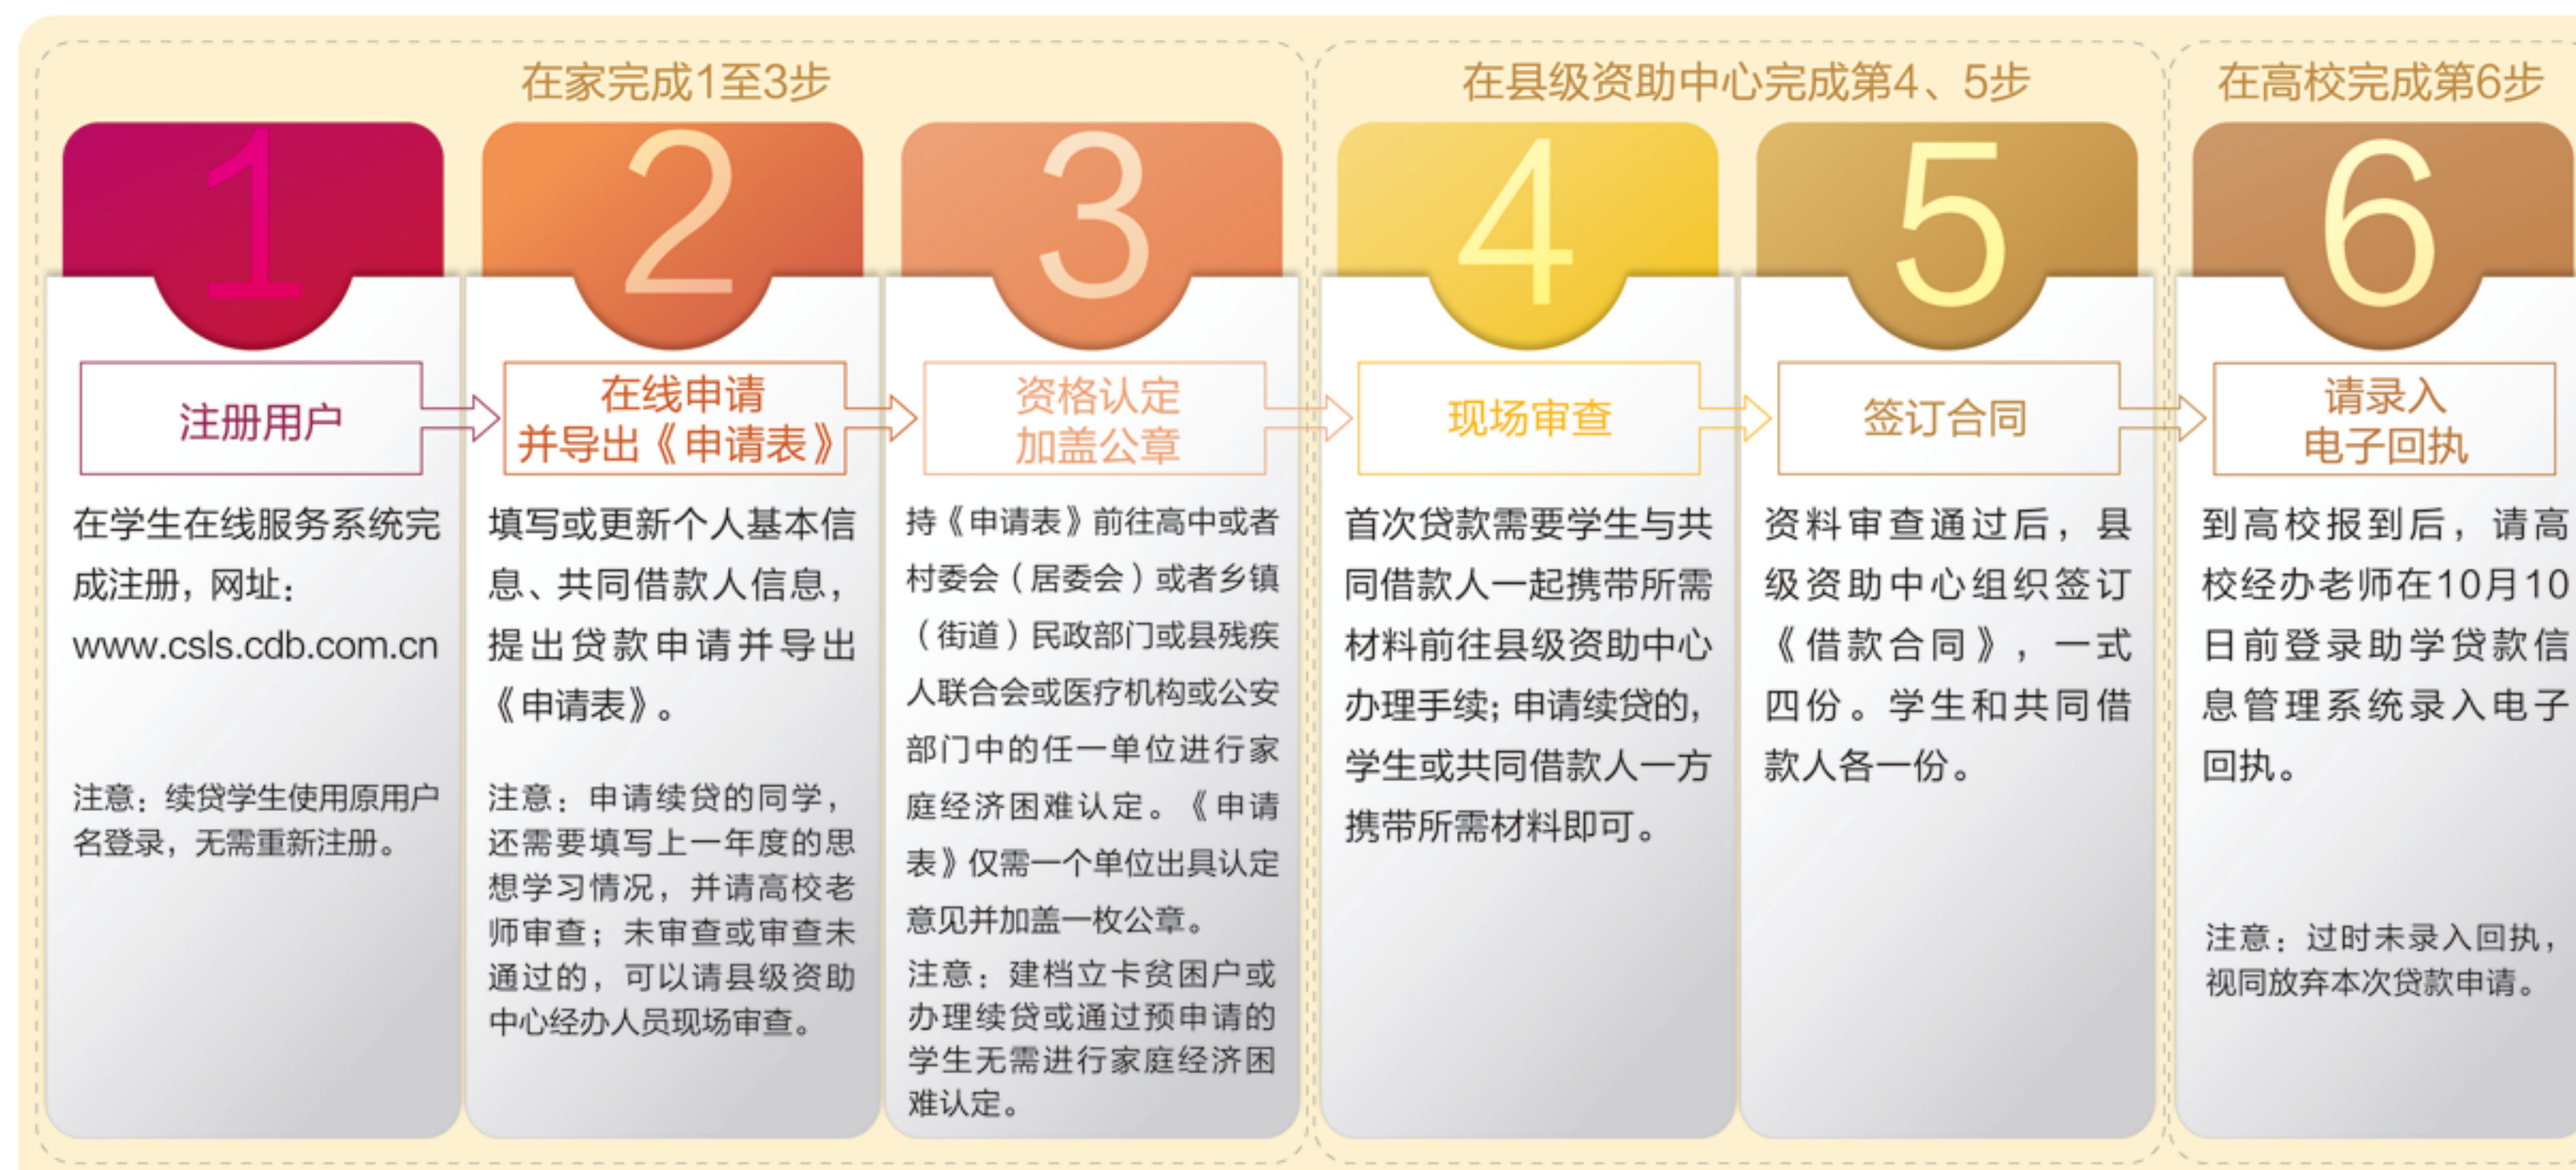 在家完成1至3步
1
注册用户
在学生在线服务系统完
成注册，网址：
www.csls.cdb.com.cn
注意：续贷学生使用原用户
名登录，无需重新注册。
2
在线申请
并导出《申请表》
填写或更新个人基本信
息、共同借款人信息，
提出贷款申请并导出
《申请表》。
注意：申请续贷的同学，
还需要填写上一年度的思
想学习情况，并请高校老
师审查；未审查或审查未
通过的，可以请县级资助
中心经办人员现场审查。
3
资格认定
加盖公章
持《申请表》前往高中或者
村委会（居委会）或者乡镇
（街道）民政部门或县残疾
人联合会或医疗机构或公安
部门中的任一单位进行家
庭经济困难认定。《申请
表》仅需一个单位出具认定
意见并加盖一枚公章。
注意：建档立卡贫困户或
办理续贷或通过预申请的
学生无需进行家庭经济困
难认定。
在县级资助中心完成第4、5步
4
现场审查
首次贷款需要学生与共
同借款人一起携带所需
材料前往县级资助中心
办理手续；申请续贷的，
学生或共同借款人一方
携带所需材料即可。
5
签订合同
资料审查通过后，县
级资助中心组织签订
《借款合同》，一式
四份。学生和共同借
款人各一份。
在高校完成第6步
6
请录入
电子回执
到高校报到后，请高
校经办老师在10月10
日前登录助学贷款信
息管理系统录入电子
回执。
注意：过时未录入回执，
视同放弃本次贷款申请。